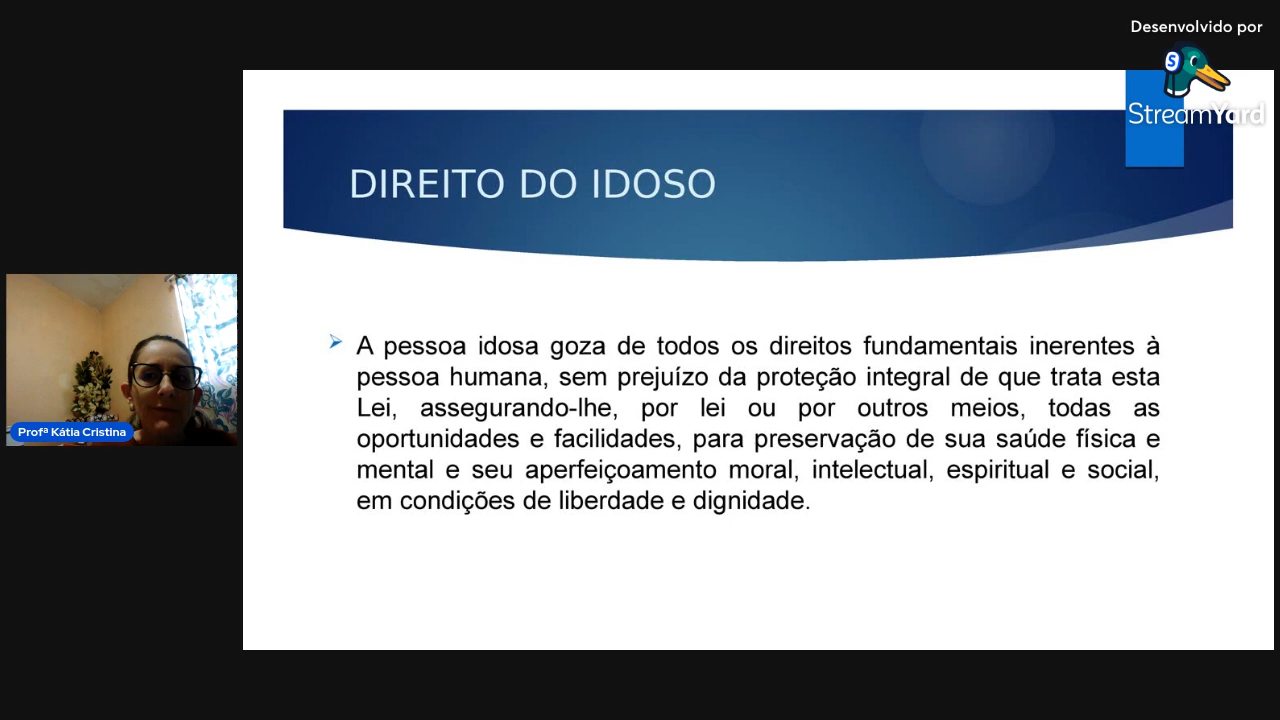 Desenvolvido por
StreamYard
DIREITO DO IDOSO
A pessoa idosa goza de todos os direitos fundamentais inerentes à
pessoa humana, sem prejuízo da proteção integral de que trata esta
Lei, assegurando-lhe, por lei ou por outros meios, todas as
oportunidades e facilidades, para preservação de sua saúde física e
mental e seu aperfeiçoamento moral, intelectual, espiritual e social,
em condições de liberdade e dignidade.
Profª Kátia Cristina